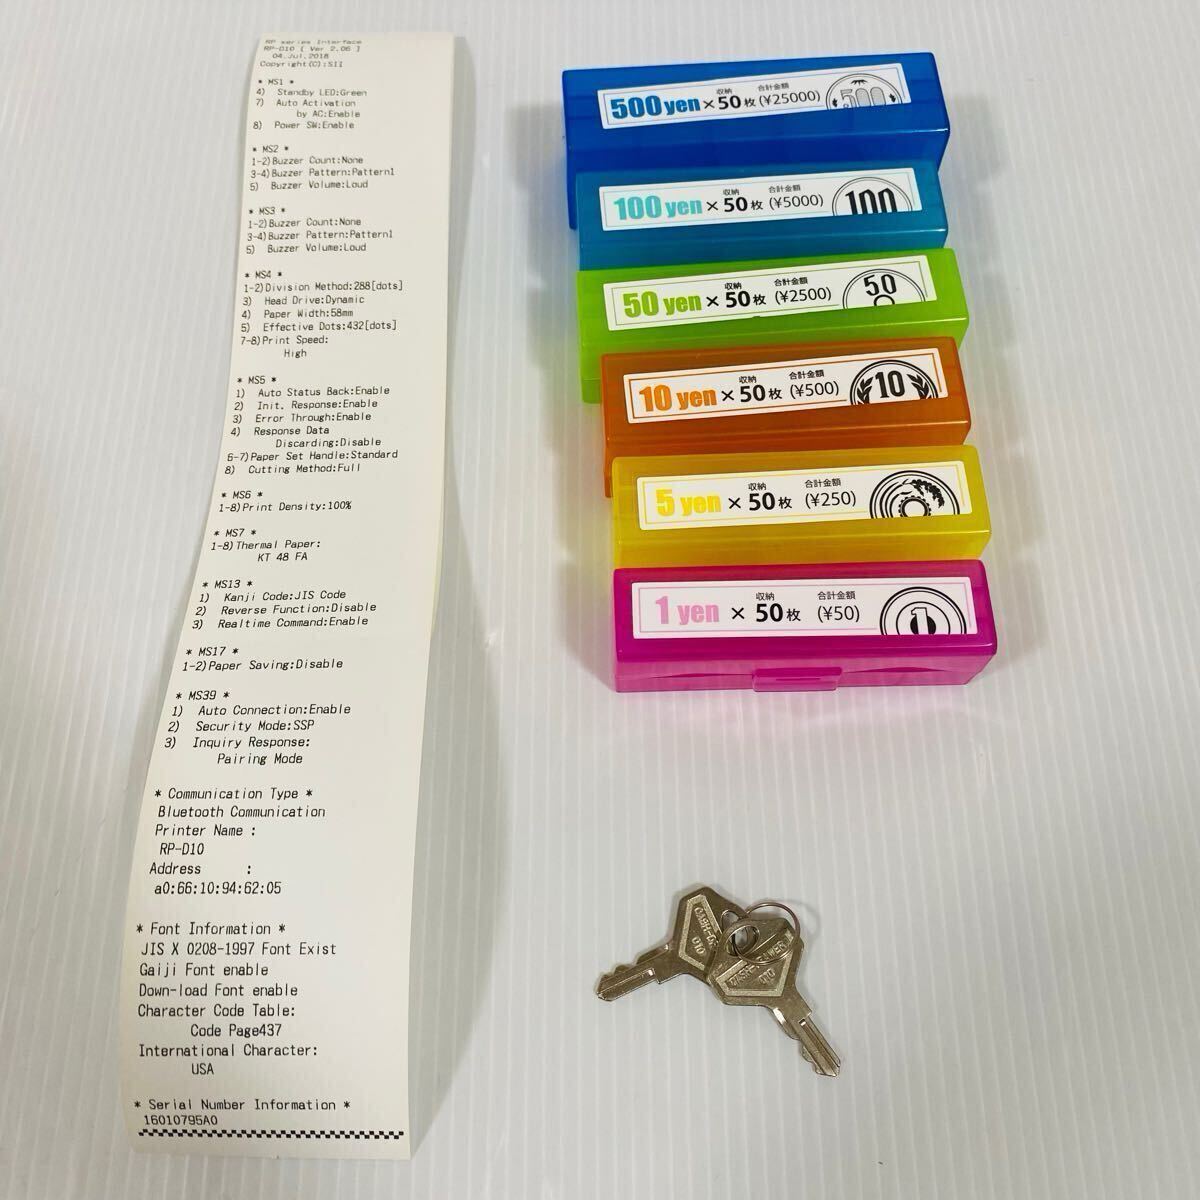 RP series Interface
RP-D10 [ Ver 2.06 ]
04.Jul.2018
Copyright(C):SII
* MS1 *
4) Standby LED:Green
7) Auto Activation
by AC:Enable
8) Power SW:Enable
* MS2 *
1-2)Buzzer Count:None
3-4)Buzzer Pattern:Pattern1
5) Buzzer Volume:Loud
* MS3 *
1-2)Buzzer Count:None
3-4)Buzzer Pattern:Pattern1
5) Buzzer Volume:Loud
* MS4 *
1-2)Division Method:288[dots]
3) Head Drive:Dynamic
4) Paper Width:58mm
5) Effective Dots:432[dots]
7-8)Print Speed:
High
* MS5 *
1) Auto Status Back:Enable
2) Init. Response:Enable
3) Error Through:Enable
4) Response Data
Discarding:Disable
6-7)Paper Set Handle:Standard
8) Cutting Method:Full
* MS6 *
1-8)Print Density:100%
* MS7 *
1-8)Thermal Paper:
KT 48 FA
* MS13 *
1) Kanji Code:JIS Code
2) Reverse Function:Disable
3) Realtime Command:Enable
* MS17 *
1-2)Paper Saving:Disable
* MS39 *
1) Auto Connection:Enable
2) Security Mode:SSP
3) Inquiry Response:
Pairing Mode
* Communication Type *
Bluetooth Communication
Printer Name :
RP-D10
Address :
a0:66:10:94:62:05
* Font Information *
JIS X 0208-1997 Font Exist
Gaiji Font enable
Down-load Font enable
Character Code Table:
Code Page437
International Character:
USA
* Serial Number Information *
16010795A0
500 yen × 収納 50枚 合計金額 (¥25000) 500
100 yen × 収納 50枚 合計金額 (¥5000) 100
50 yen × 収納 50枚 合計金額 (¥2500) 50
10 yen × 収納 50枚 合計金額 (¥500) 10
5 yen × 収納 50枚 合計金額 (¥250)
1 yen × 収納 50枚 合計金額 (¥50) 1
010
CASH-DRAWER
010